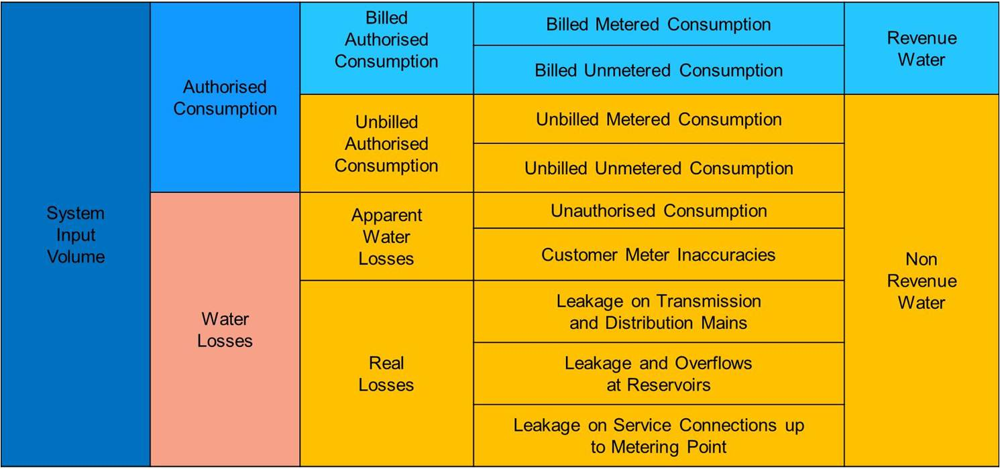 System
Input
Volume
Authorised
Consumption
Water
Losses
Billed
Authorised
Consumption
Unbilled
Authorised
Consumption
Apparent
Water
Losses
Real
Losses
Billed Metered Consumption
Billed Unmetered Consumption
Unbilled Metered Consumption
Unbilled Unmetered Consumption
Unauthorised Consumption
Customer Meter Inaccuracies
Leakage on Transmission
and Distribution Mains
Leakage and Overflows
at Reservoirs
Leakage on Service Connections up
to Metering Point
Revenue
Water
Non
Revenue
Water